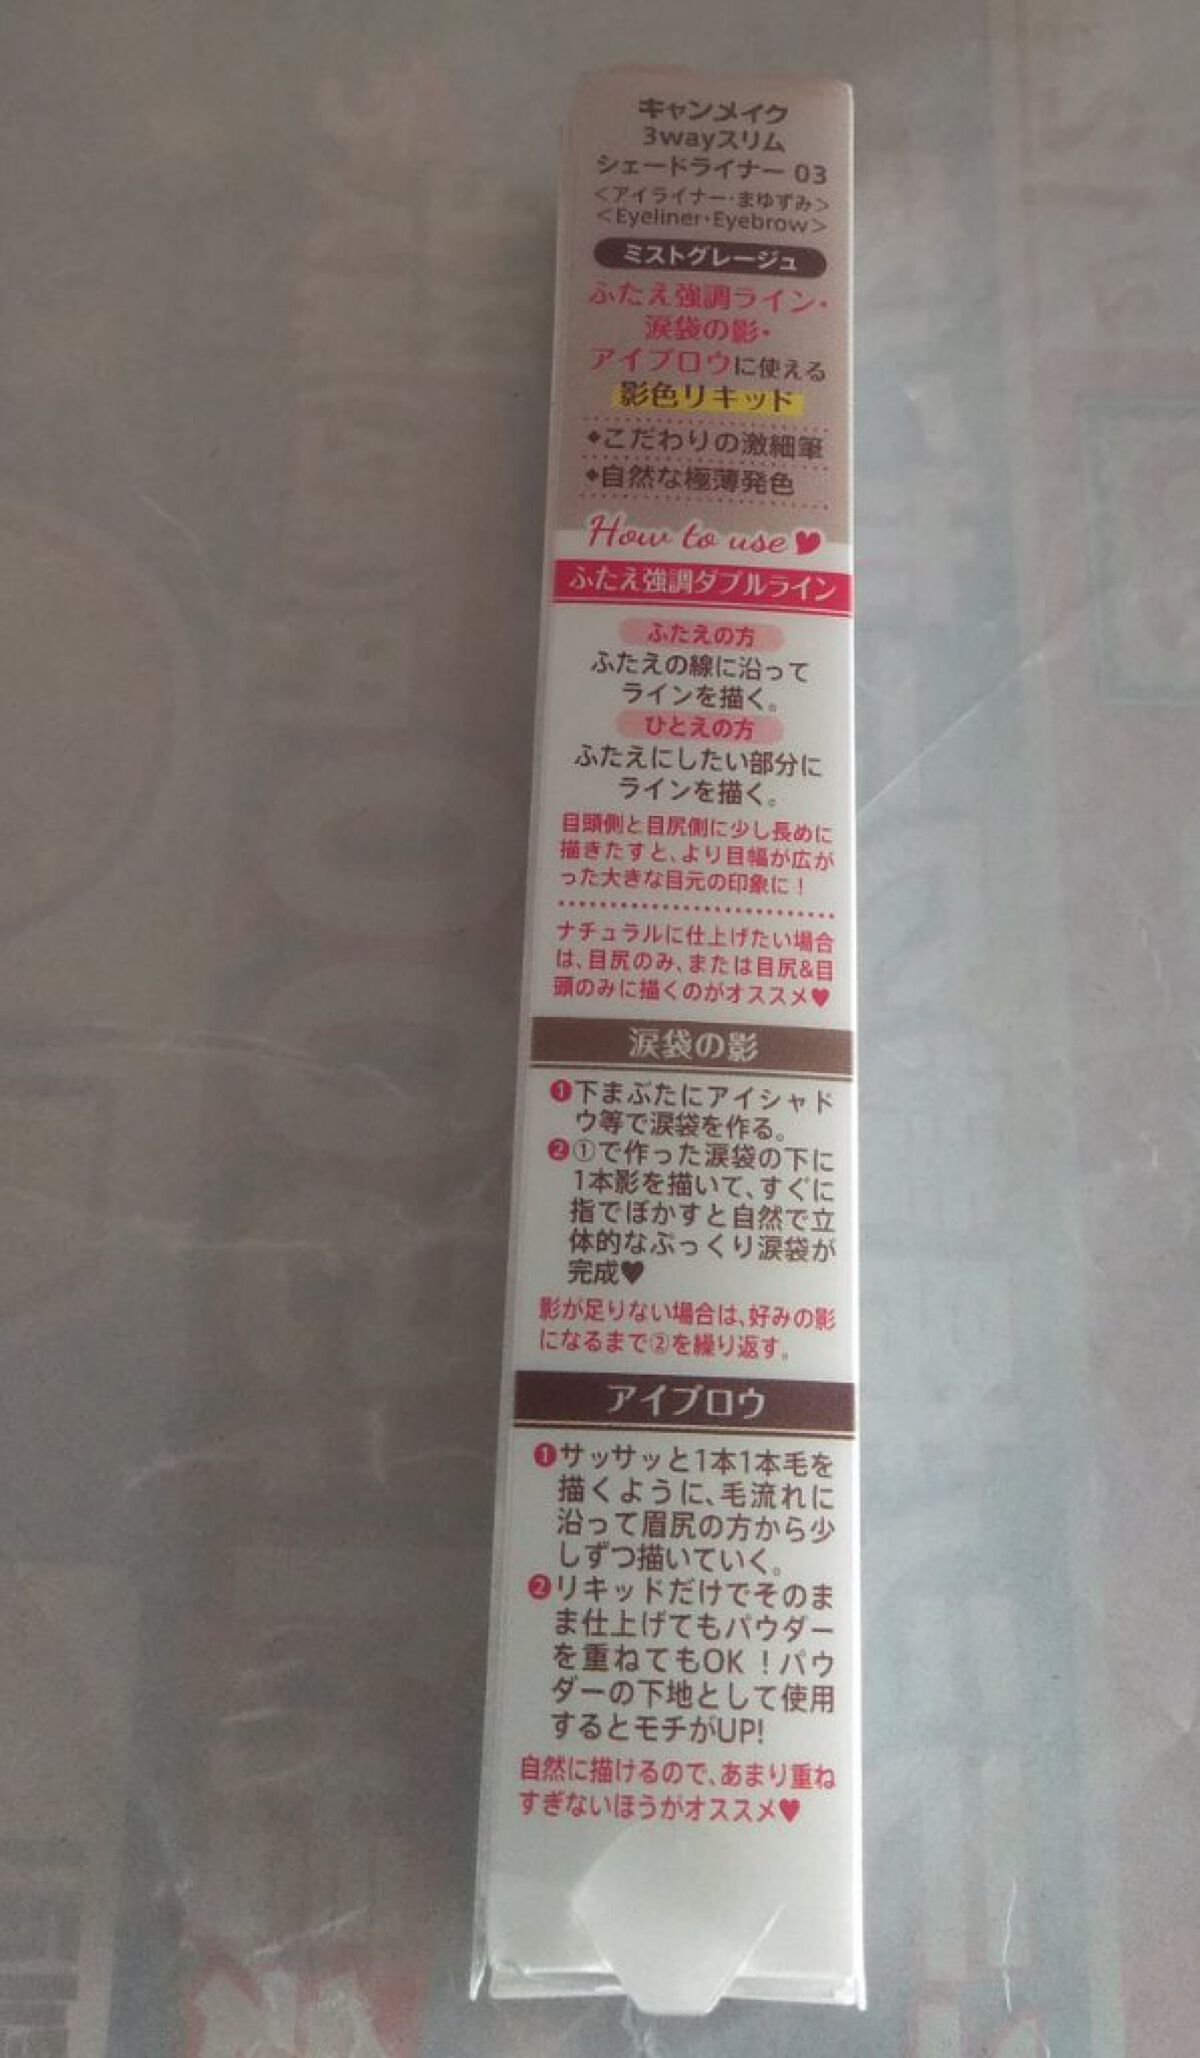 キャンメイク
3wayスリム
シェードライナー 03
＜アイライナー・まゆずみ＞
＜Eyeliner・Eyebrow＞
ミストグレージュ
ふたえ強調ライン・
涙袋の影・
アイブロウに使える
影色リキッド
◆こだわりの激細筆
◆自然な極薄発色
How to use ♥
ふたえ強調ダブルライン
ふたえの方
ふたえの線に沿って
ラインを描く。
ひとえの方
ふたえにしたい部分に
ラインを描く。
目頭側と目尻側に少し長めに
描きたすと、より目幅が広が
った大きな目元の印象に！
ナチュラルに仕上げたい場合
は、目尻のみ、または目尻&目
頭のみに描くのがオススメ♥
涙袋の影
❶下まぶたにアイシャド
ウ等で涙袋を作る。
❷①で作った涙袋の下に
1本影を描いて、すぐに
指でぼかすと自然で立
体的なぷっくり涙袋が
完成♥
影が足りない場合は、好みの影
になるまで②を繰り返す。
アイブロウ
❶サッサッと1本1本毛を
描くように、毛流れに
沿って眉尻の方から少
しずつ描いていく。
❷リキッドだけでそのま
ま仕上げてもパウダー
を重ねてもOK！パウ
ダーの下地として使用
するとモチがUP!
自然に描けるので、あまり重ね
すぎないほうがオススメ♥